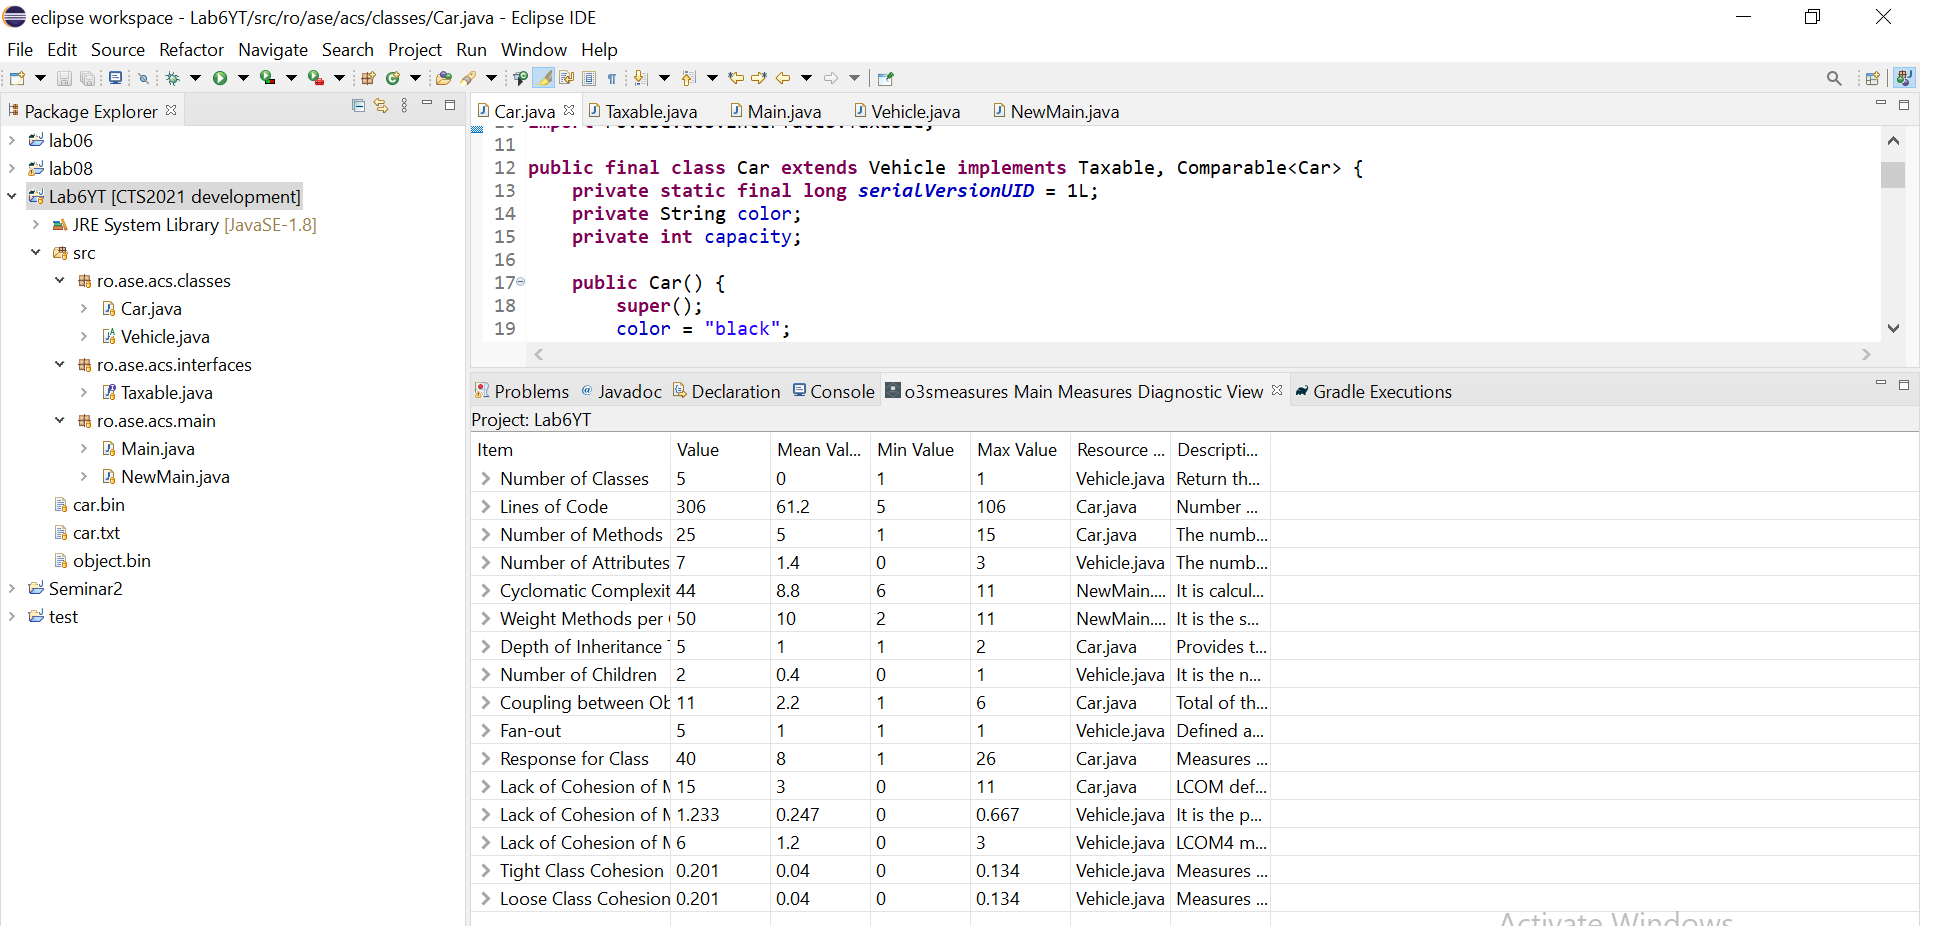 eclipse workspace - Lab6YT/src/ro/ase/acs/classes/Car.java - Eclipse IDE
File Edit Source Refactor Navigate Search Project Run Window Help
Package Explorer
lab06
lab08
Lab6YT [CTS2021 development]
JRE System Library [JavaSE-1.8]
src
ro.ase.acs.classes
Car.java
Vehicle.java
ro.ase.acs.interfaces
Taxable.java
ro.ase.acs.main
Main.java
NewMain.java
car.bin
car.txt
object.bin
Seminar2
test
Car.java Taxable.java Main.java Vehicle.java NewMain.java
11
12 public final class Car extends Vehicle implements Taxable, Comparable<Car> {
13 private static final long serialVersionUID = 1L;
14 private String color;
15 private int capacity;
16
17 public Car() {
18 super();
19 color = "black";
Problems Javadoc Declaration Console o3smeasures Main Measures Diagnostic View Gradle Executions
Project: Lab6YT
Item Value Mean Val... Min Value Max Value Resource ... Descripti...
Number of Classes 5 0 1 1 Vehicle.java Return th...
Lines of Code 306 61.2 5 106 Car.java Number ...
Number of Methods 25 5 1 15 Car.java The numb...
Number of Attributes 7 1.4 0 3 Vehicle.java The numb...
Cyclomatic Complexit 44 8.8 6 11 NewMain.... It is calcul...
Weight Methods per 50 10 2 11 NewMain.... It is the s...
Depth of Inheritance 5 1 1 2 Car.java Provides t...
Number of Children 2 0.4 0 1 Vehicle.java It is the n...
Coupling between Ob 11 2.2 1 6 Car.java Total of th...
Fan-out 5 1 1 1 Vehicle.java Defined a...
Response for Class 40 8 1 26 Car.java Measures ...
Lack of Cohesion of M 15 3 0 11 Car.java LCOM def...
Lack of Cohesion of M 1.233 0.247 0 0.667 Vehicle.java It is the p...
Lack of Cohesion of M 6 1.2 0 3 Vehicle.java LCOM4 m...
Tight Class Cohesion 0.201 0.04 0 0.134 Vehicle.java Measures ...
Loose Class Cohesion 0.201 0.04 0 0.134 Vehicle.java Measures ...
Activate Windows